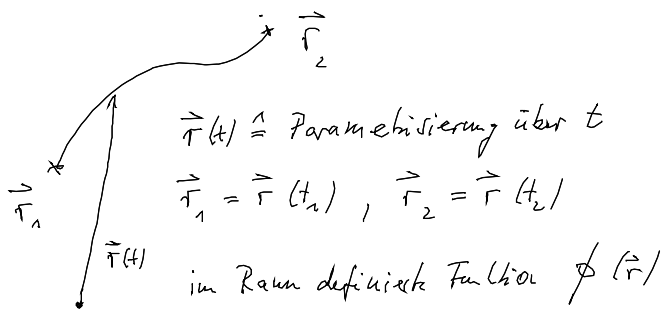 r⃗₂
r⃗(t) ≙ Parametrisierung über t
r⃗₁
r⃗₁ = r⃗(t₁) , r⃗₂ = r⃗(t₂)
r⃗(t)
im Raum definierte Funktion ϕ(r⃗)